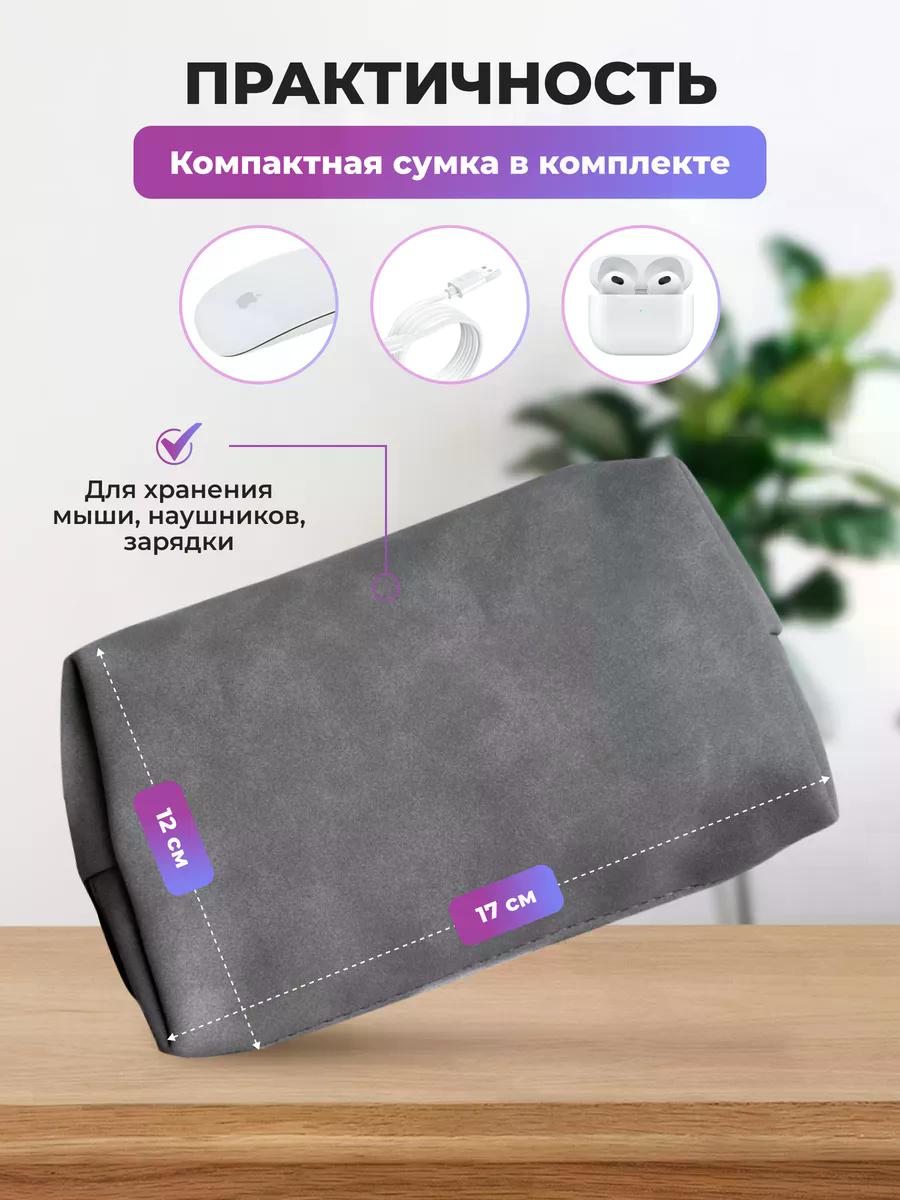 ПРАКТИЧНОСТЬ
Компактная сумка в комплекте
Для хранения
мыши, наушников,
зарядки
12 см
17 см